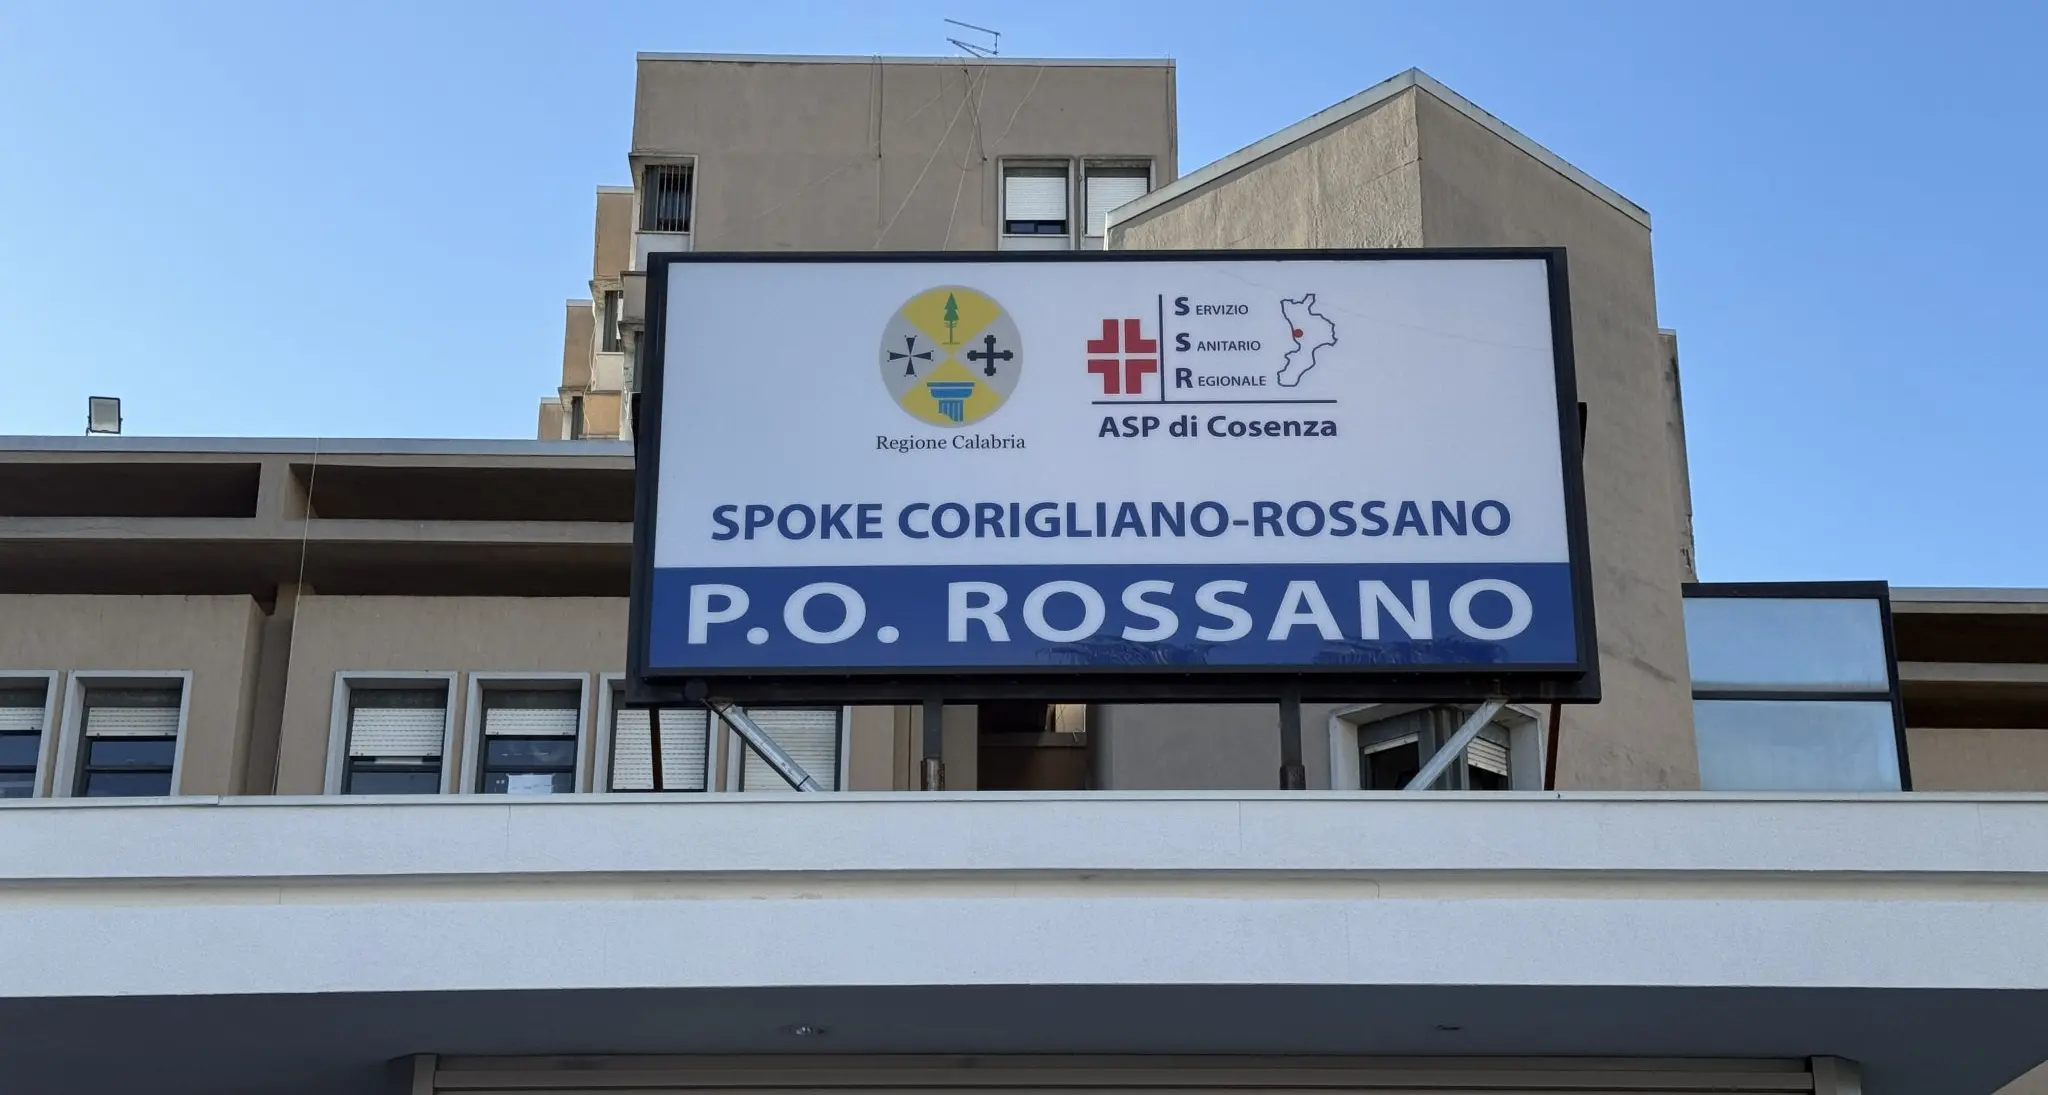 Regione Calabria
SERVIZIO
SANITARIO
REGIONALE
ASP di Cosenza
SPOKE CORIGLIANO-ROSSANO
P.O. ROSSANO